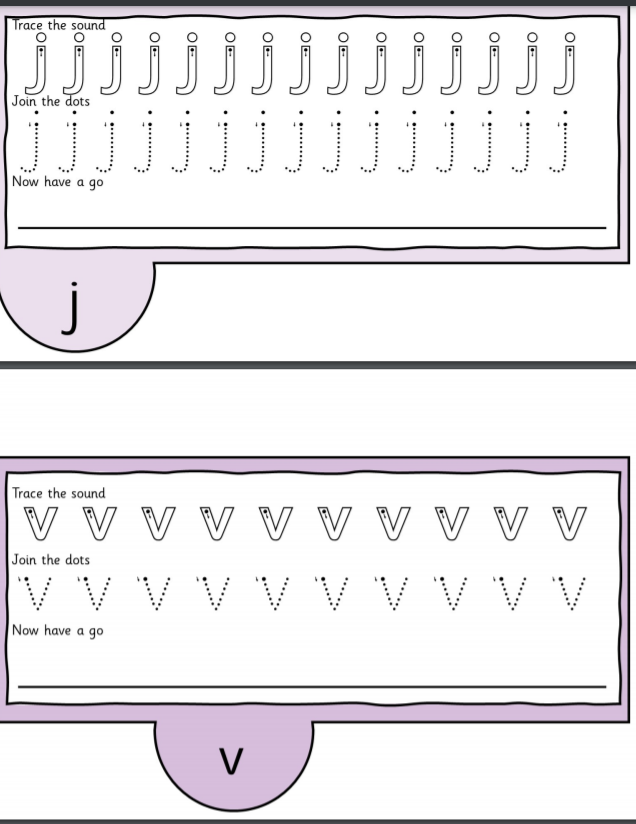 Trace the sound
j j j j j j j j j j j j j j j
Join the dots
j j j j j j j j j j j j j j j
Now have a go
j
Trace the sound
v v v v v v v v v v
Join the dots
v v v v v v v v v v
Now have a go
v